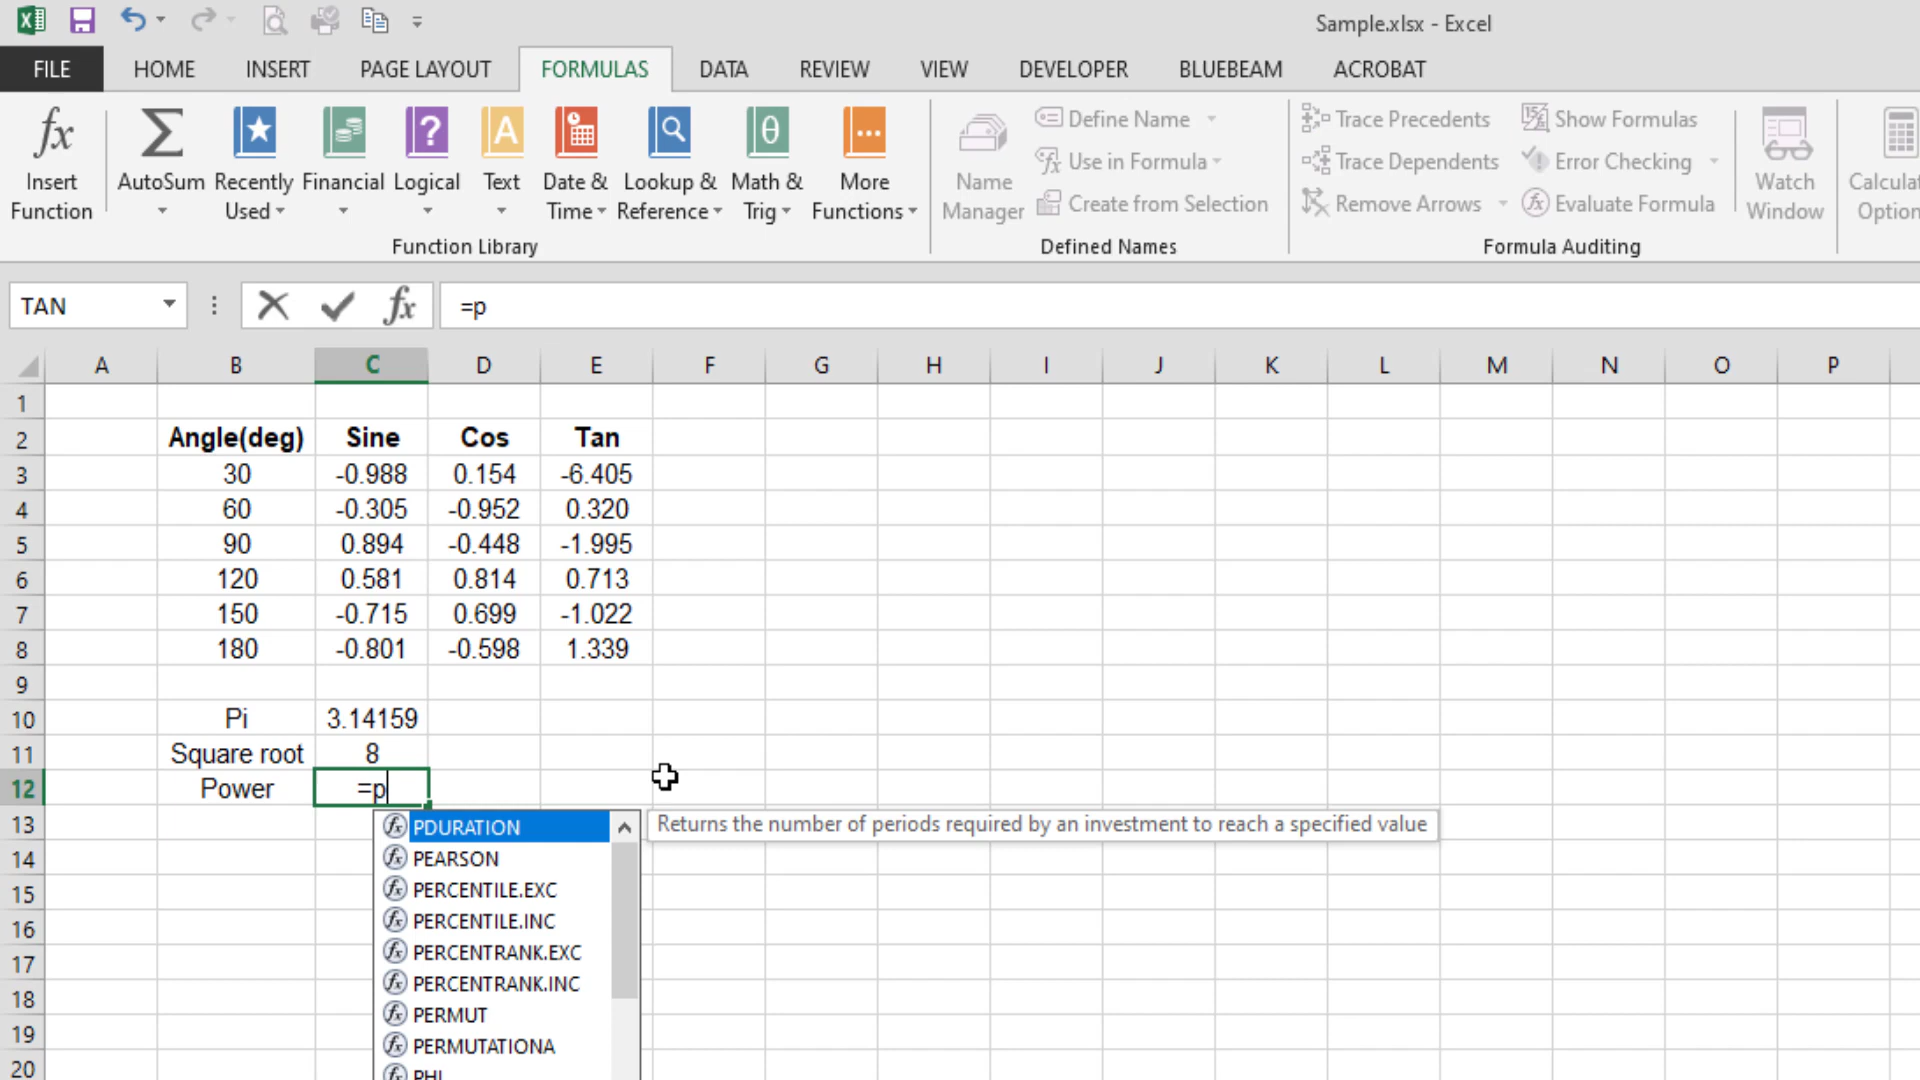 Sample.xlsx - Excel
FILE HOME INSERT PAGE LAYOUT FORMULAS DATA REVIEW VIEW DEVELOPER BLUEBEAM ACROBAT
Insert Function
AutoSum
Recently Used
Financial
Logical
Text
Date & Time
Lookup & Reference
Math & Trig
More Functions
Function Library
Name Manager
Define Name
Use in Formula
Create from Selection
Defined Names
Trace Precedents
Trace Dependents
Remove Arrows
Show Formulas
Error Checking
Evaluate Formula
Formula Auditing
Watch Window
TAN =p
A B C D E F G H I J K L M N O P
1
2 Angle(deg) Sine Cos Tan
3 30 -0.988 0.154 -6.405
4 60 -0.305 -0.952 0.320
5 90 0.894 -0.448 -1.995
6 120 0.581 0.814 0.713
7 150 -0.715 0.699 -1.022
8 180 -0.801 -0.598 1.339
9
10 Pi 3.14159
11 Square root 8
12 Power =p
13 PDURATION Returns the number of periods required by an investment to reach a specified value
14 PEARSON
15 PERCENTILE.EXC
16 PERCENTILE.INC
17 PERCENTRANK.EXC
18 PERCENTRANK.INC
19 PERMUT
20 PERMUTATIONA